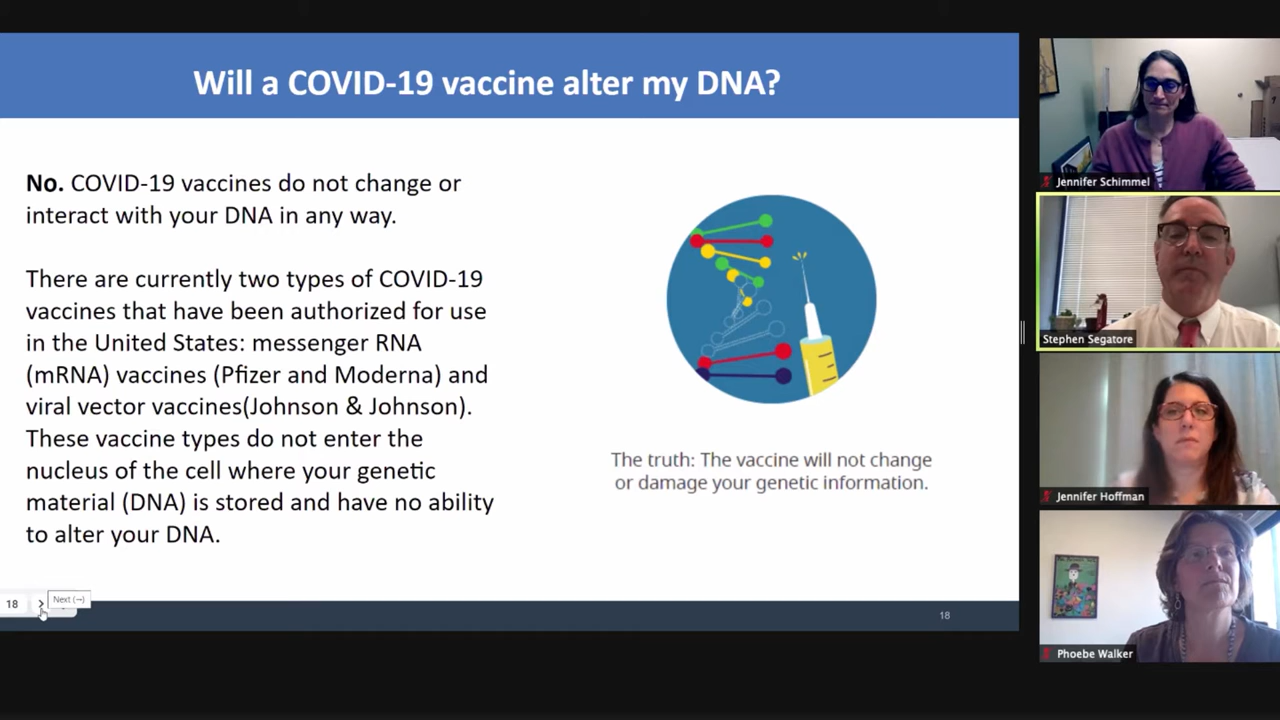 Will a COVID-19 vaccine alter my DNA?
No. COVID-19 vaccines do not change or
interact with your DNA in any way.
There are currently two types of COVID-19
vaccines that have been authorized for use
in the United States: messenger RNA
(mRNA) vaccines (Pfizer and Moderna) and
viral vector vaccines(Johnson & Johnson).
These vaccine types do not enter the
nucleus of the cell where your genetic
material (DNA) is stored and have no ability
to alter your DNA.
The truth: The vaccine will not change
or damage your genetic information.
18
Next (→)
18
Jennifer Schimmel
Stephen Segatore
Jennifer Hoffman
Phoebe Walker